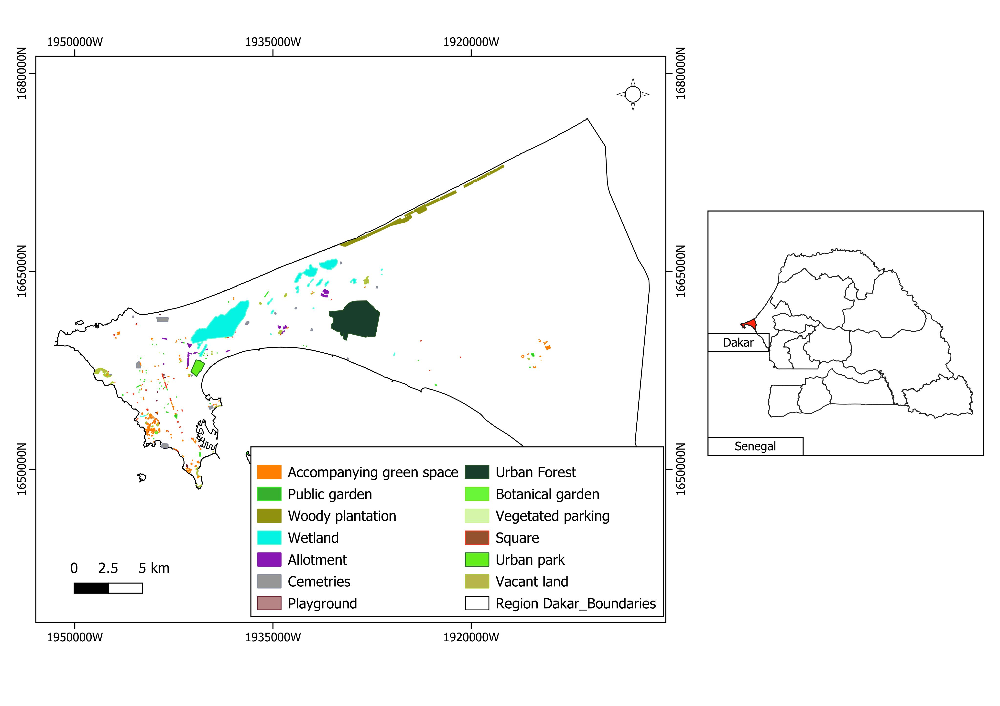 1950000W 1935000W 1920000W
1680000N 1680000N
1665000N 1665000N
1650000N 1650000N
Dakar
Senegal
Accompanying green space Urban Forest
Public garden Botanical garden
Woody plantation Vegetated parking
Wetland Square
Allotment Urban park
Cemetries Vacant land
Playground Region Dakar_Boundaries
0 2.5 5 km
1950000W 1935000W 1920000W